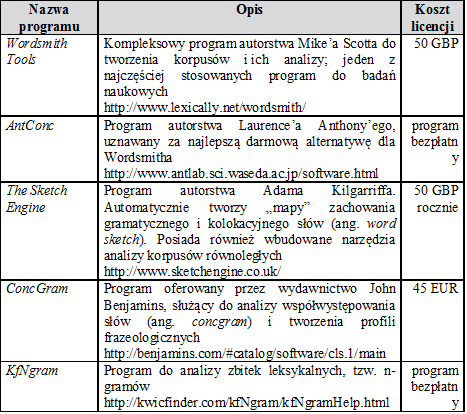 Nazwa programu
Opis
Koszt licencji
Wordsmith Tools
Kompleksowy program autorstwa Mike’a Scotta do
tworzenia korpusów i ich analizy; jeden z
najczęściej stosowanych program do badań
naukowych
http://www.lexically.net/wordsmith/
50 GBP
AntConc
Program autorstwa Laurence’a Anthony’ego,
uznawany za najlepszą darmową alternatywę dla
Wordsmitha
http://www.antlab.sci.waseda.ac.jp/software.html
program
bezpłatn
y
The Sketch
Engine
Program autorstwa Adama Kilgarriffa.
Automatycznie tworzy „mapy” zachowania
gramatycznego i kolokacyjnego słów (ang. word
sketch). Posiada również wbudowane narzędzia
analizy korpusów równoległych
http://www.sketchengine.co.uk/
50 GBP
rocznie
ConcGram
Program oferowany przez wydawnictwo John
Benjamins, służący do analizy współwystępowania
słów (ang. concgram) i tworzenia profili
frazeologicznych
http://benjamins.com/#catalog/software/cls.1/main
45 EUR
KfNgram
Program do analizy zbitek leksykalnych, tzw. n-
gramów
http://kwicfinder.com/kfNgram/kfNgramHelp.html
program
bezpłatn
y